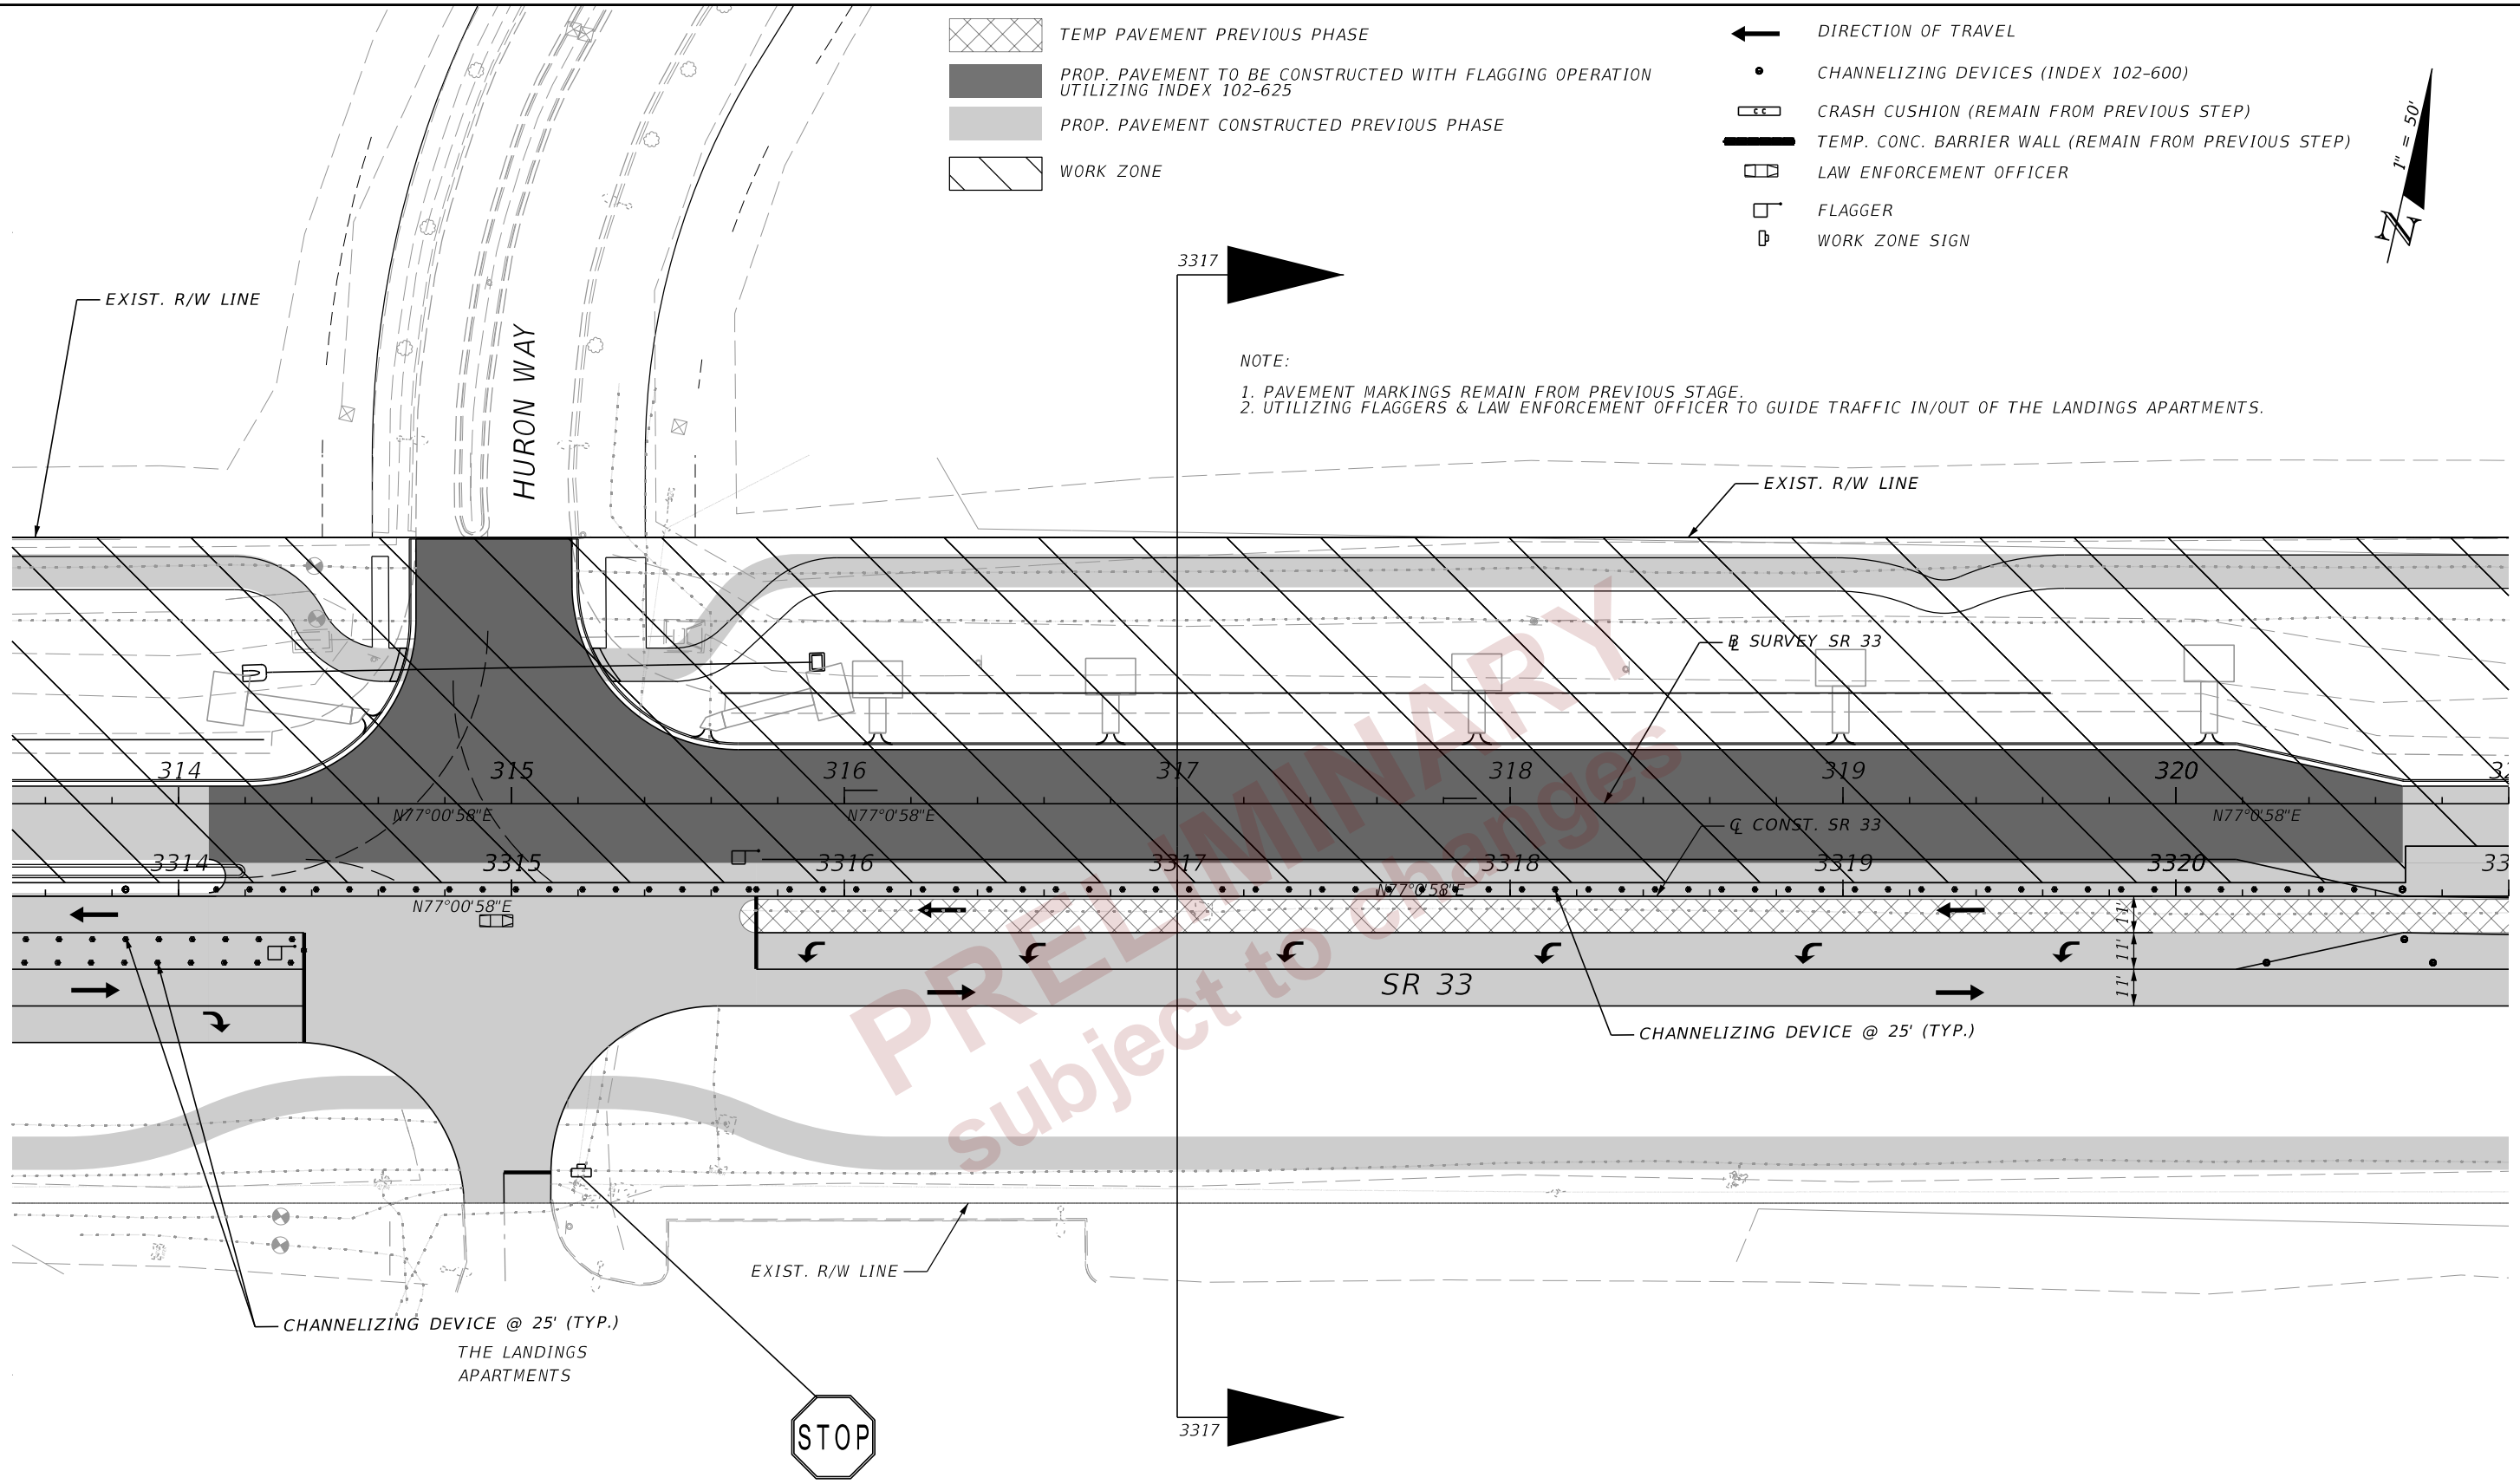 TEMP PAVEMENT PREVIOUS PHASE
PROP. PAVEMENT TO BE CONSTRUCTED WITH FLAGGING OPERATION
UTILIZING INDEX 102-625
PROP. PAVEMENT CONSTRUCTED PREVIOUS PHASE
WORK ZONE
DIRECTION OF TRAVEL
CHANNELIZING DEVICES (INDEX 102-600)
CRASH CUSHION (REMAIN FROM PREVIOUS STEP)
TEMP. CONC. BARRIER WALL (REMAIN FROM PREVIOUS STEP)
LAW ENFORCEMENT OFFICER
FLAGGER
WORK ZONE SIGN
1" = 50'
N
3317
EXIST. R/W LINE
HURON WAY
NOTE:
1. PAVEMENT MARKINGS REMAIN FROM PREVIOUS STAGE.
2. UTILIZING FLAGGERS & LAW ENFORCEMENT OFFICER TO GUIDE TRAFFIC IN/OUT OF THE LANDINGS APARTMENTS.
EXIST. R/W LINE
℄ SURVEY SR 33
314 315 316 317 318 319 320
N77°00'58"E N77°0'58"E N77°0'58"E
℄ CONST. SR 33
3314 3315 3316 3317 3318 3319 3320
N77°00'58"E N77°0'58"E
11'
11'
11'
SR 33
PRELIMINARY
subject to changes
CHANNELIZING DEVICE @ 25' (TYP.)
EXIST. R/W LINE
CHANNELIZING DEVICE @ 25' (TYP.)
THE LANDINGS
APARTMENTS
STOP
3317